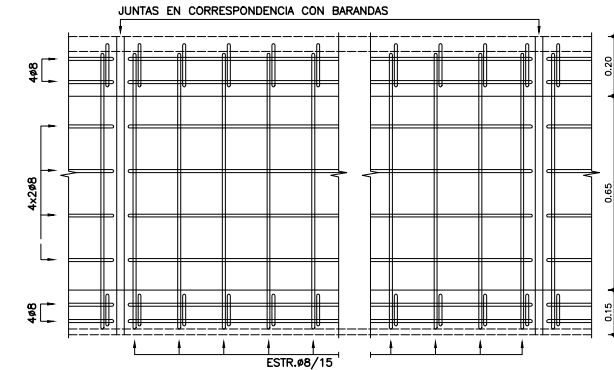 JUNTAS EN CORRESPONDENCIA CON BARANDAS
4ø8
0.20
4x2ø8
0.65
4ø8
0.15
ESTR.ø8/15